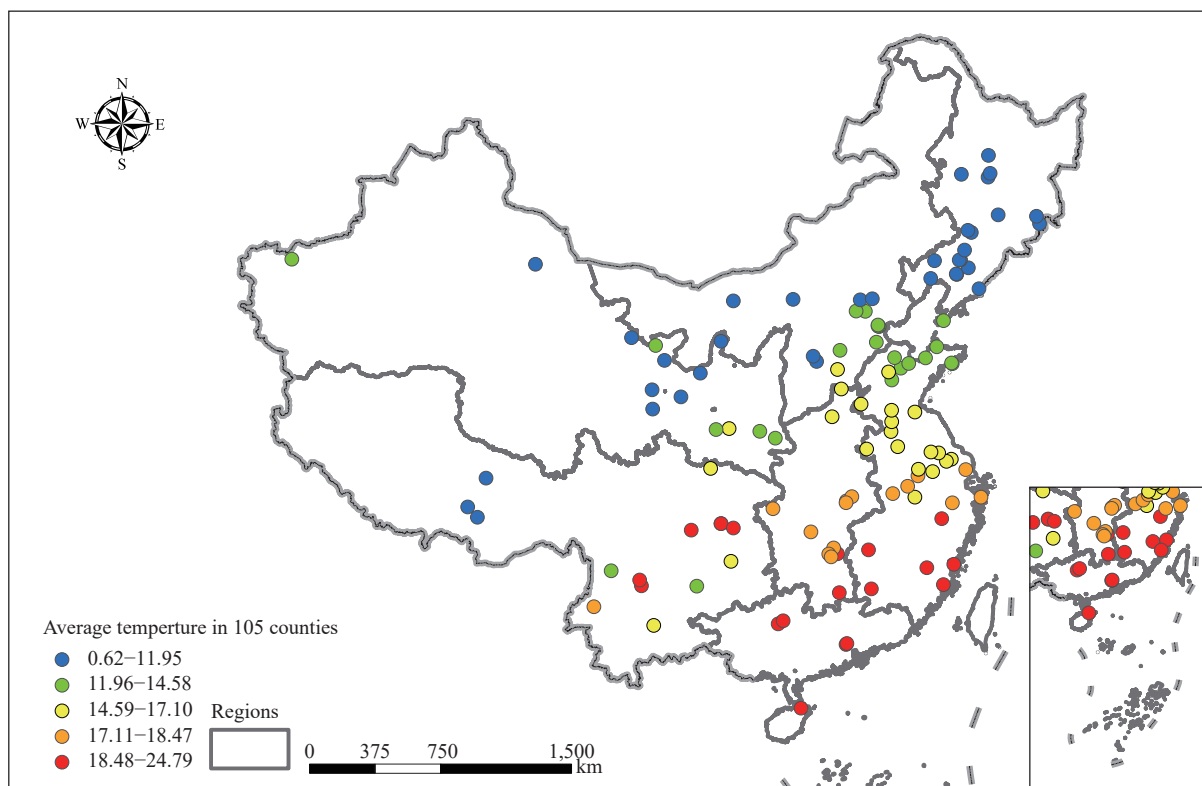 N
W E
S
Average temperture in 105 counties
0.62−11.95
11.96−14.58
14.59−17.10
17.11−18.47
18.48−24.79
Regions
0 375 750 1,500
km